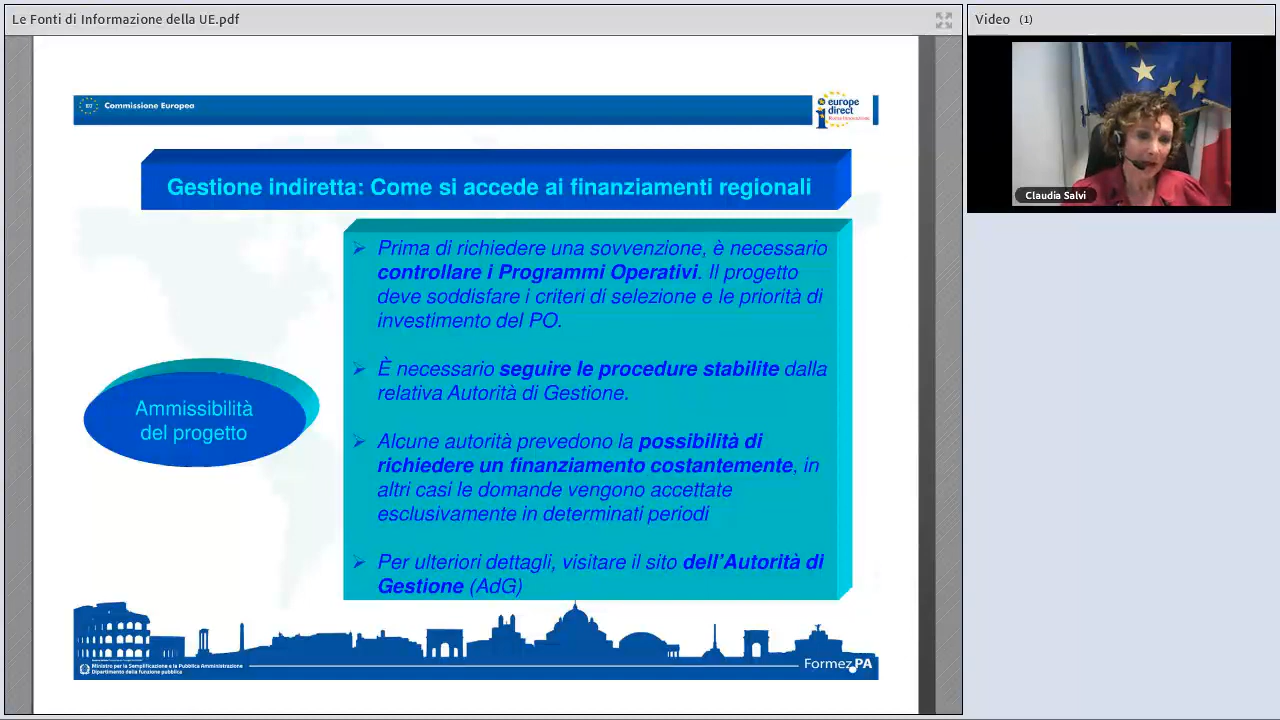 Le Fonti di Informazione della UE.pdf
Video (1)
Commissione Europea
europe
direct
Gestione indiretta: Come si accede ai finanziamenti regionali
Prima di richiedere una sovvenzione, è necessario
controllare i Programmi Operativi. Il progetto
deve soddisfare i criteri di selezione e le priorità di
investimento del PO.
È necessario seguire le procedure stabilite dalla
relativa Autorità di Gestione.
Alcune autorità prevedono la possibilità di
richiedere un finanziamento costantemente, in
altri casi le domande vengono accettate
esclusivamente in determinati periodi
Per ulteriori dettagli, visitare il sito dell'Autorità di
Gestione (AdG)
Ammissibilità
del progetto
Claudia Salvi
Ministro per la Semplificazione e la Pubblica Amministrazione
Dipartimento della funzione pubblica
FormezPA